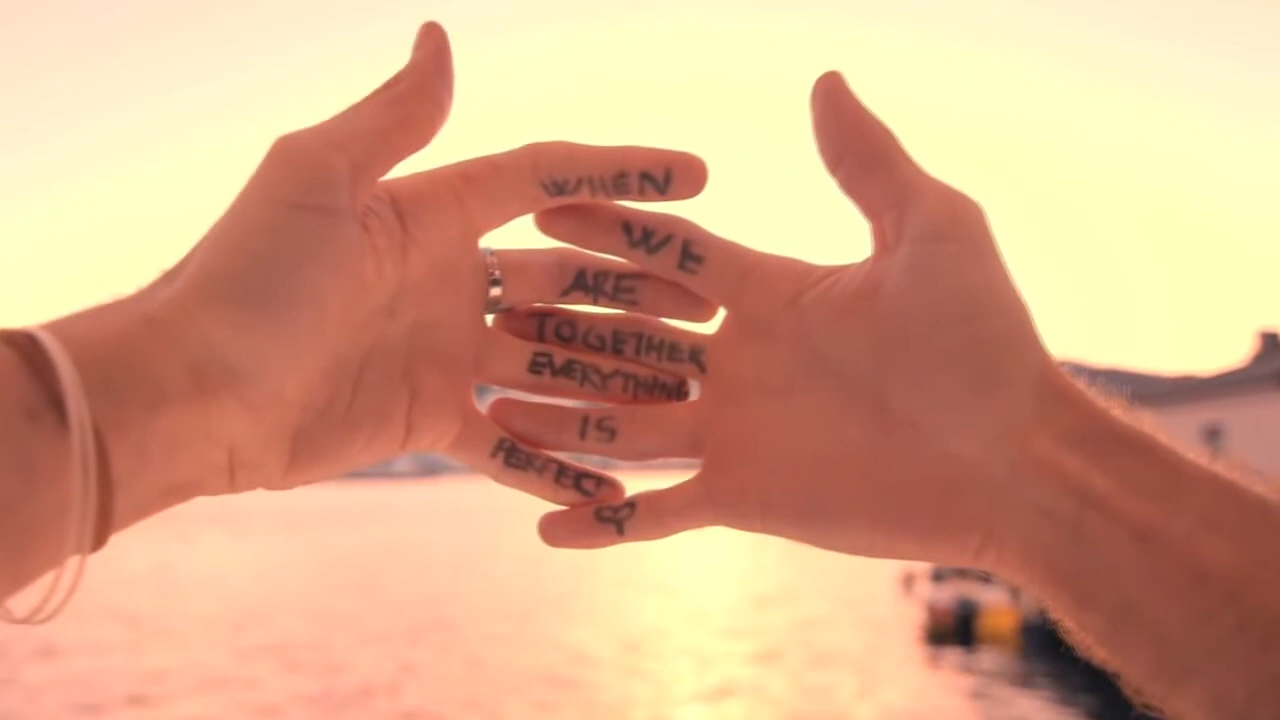 WHEN
WE
ARE
TOGETHER
EVERYTHING
IS
PERFECT
♡